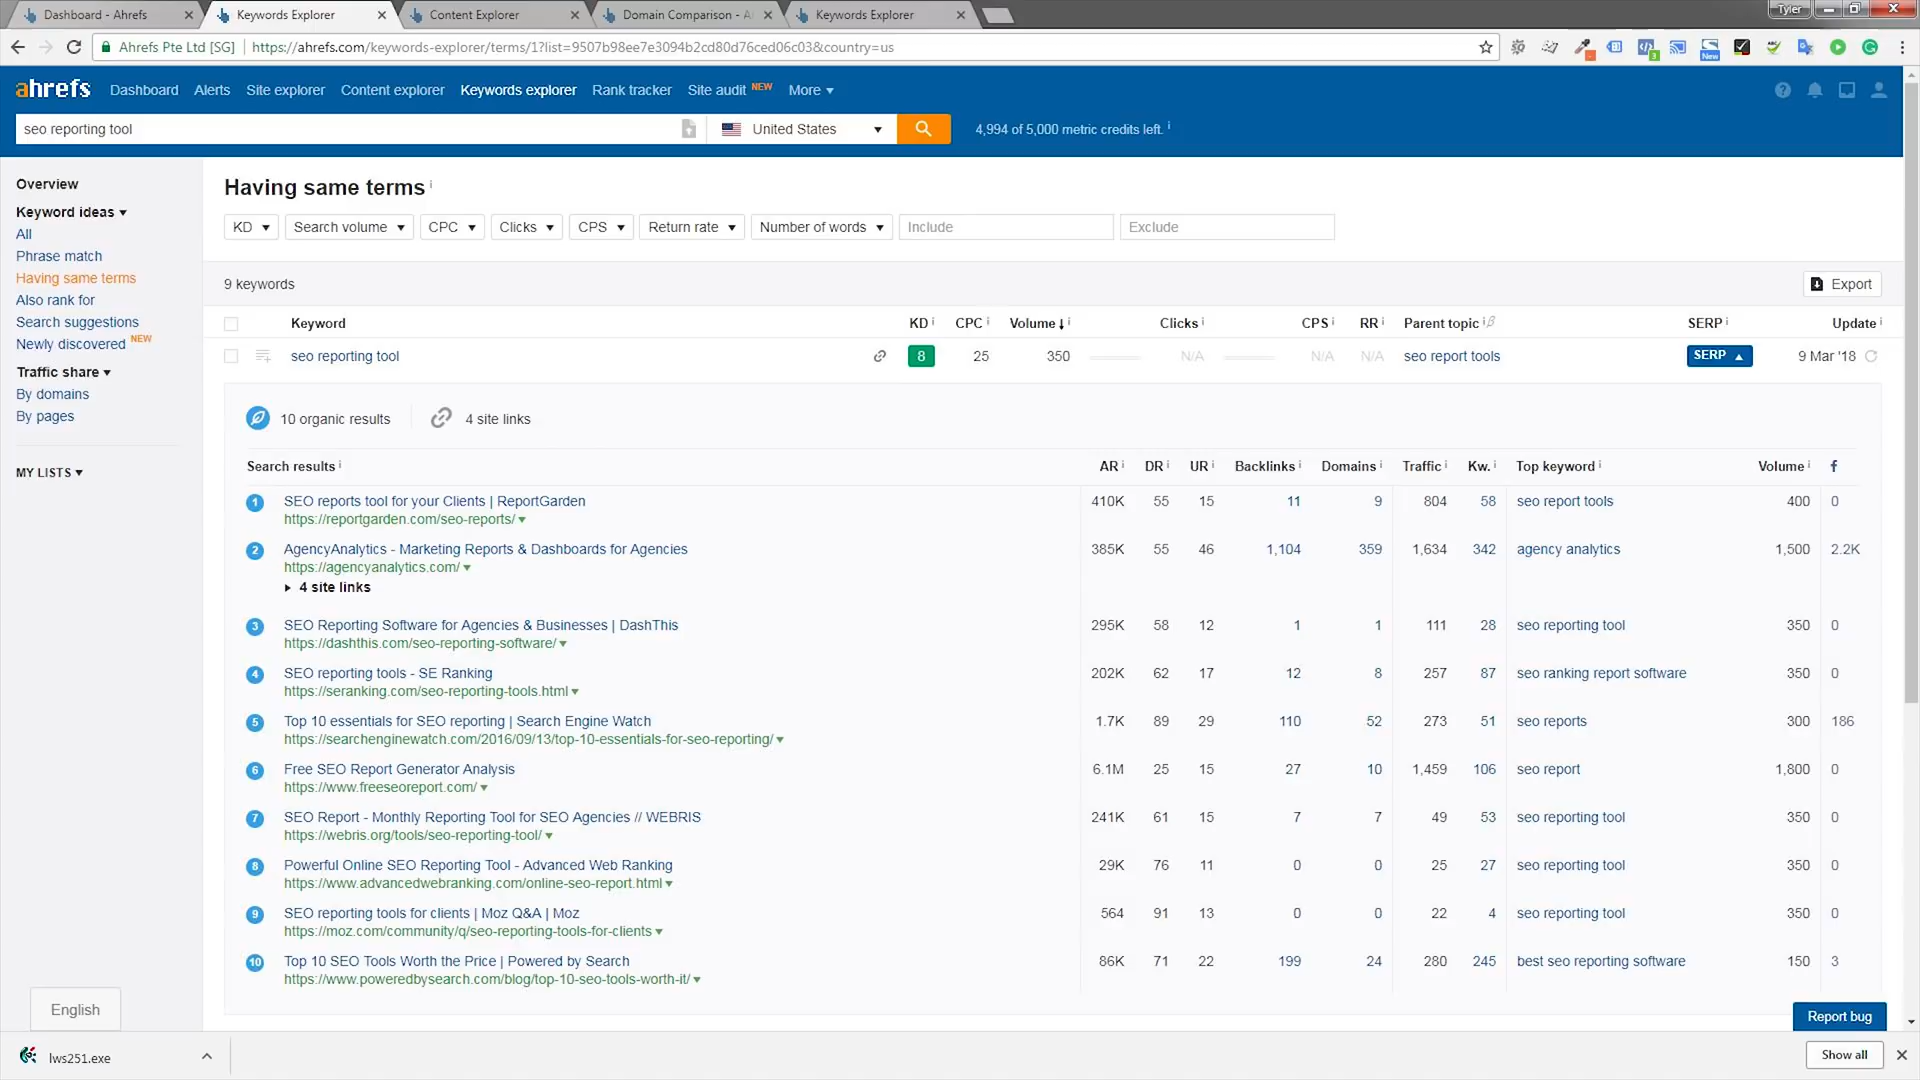 Dashboard - Ahrefs
Keywords Explorer
Content Explorer
Domain Comparison - A
Keywords Explorer
Tyler
Ahrefs Pte Ltd [SG]
https://ahrefs.com/keywords-explorer/terms/1?list=9507b98ee7e3094b2cd80d76ced06c03&country=us
ahrefs Dashboard Alerts Site explorer Content explorer Keywords explorer Rank tracker Site audit NEW More
seo reporting tool United States 4,994 of 5,000 metric credits left. i
Overview
Keyword ideas
All
Phrase match
Having same terms
Also rank for
Search suggestions
Newly discovered NEW
Traffic share
By domains
By pages
MY LISTS
Having same terms i
KD Search volume CPC Clicks CPS Return rate Number of words Include Exclude
9 keywords Export
Keyword KD i CPC i Volume i Clicks i CPS i RR i Parent topic i β SERP i Update i
seo reporting tool 8 25 350 N/A N/A N/A seo report tools SERP 9 Mar '18
10 organic results 4 site links
Search results i AR i DR i UR i Backlinks i Domains i Traffic i Kw. i Top keyword i Volume i f
1 SEO reports tool for your Clients | ReportGarden 410K 55 15 11 9 804 58 seo report tools 400 0
https://reportgarden.com/seo-reports/
2 AgencyAnalytics - Marketing Reports & Dashboards for Agencies 385K 55 46 1,104 359 1,634 342 agency analytics 1,500 2.2K
https://agencyanalytics.com/
4 site links
3 SEO Reporting Software for Agencies & Businesses | DashThis 295K 58 12 1 1 111 28 seo reporting tool 350 0
https://dashthis.com/seo-reporting-software/
4 SEO reporting tools - SE Ranking 202K 62 17 12 8 257 87 seo ranking report software 350 0
https://seranking.com/seo-reporting-tools.html
5 Top 10 essentials for SEO reporting | Search Engine Watch 1.7K 89 29 110 52 273 51 seo reports 300 186
https://searchenginewatch.com/2016/09/13/top-10-essentials-for-seo-reporting/
6 Free SEO Report Generator Analysis 6.1M 25 15 27 10 1,459 106 seo report 1,800 0
https://www.freeseoreport.com/
7 SEO Report - Monthly Reporting Tool for SEO Agencies // WEBRIS 241K 61 15 7 7 49 53 seo reporting tool 350 0
https://webris.org/tools/seo-reporting-tool/
8 Powerful Online SEO Reporting Tool - Advanced Web Ranking 29K 76 11 0 0 25 27 seo reporting tool 350 0
https://www.advancedwebranking.com/online-seo-report.html
9 SEO reporting tools for clients | Moz Q&A | Moz 564 91 13 0 0 22 4 seo reporting tool 350 0
https://moz.com/community/q/seo-reporting-tools-for-clients
10 Top 10 SEO Tools Worth the Price | Powered by Search 86K 71 22 199 24 280 245 best seo reporting software 150 3
https://www.poweredbysearch.com/blog/top-10-seo-tools-worth-it/
English
Report bug
lws251.exe
Show all